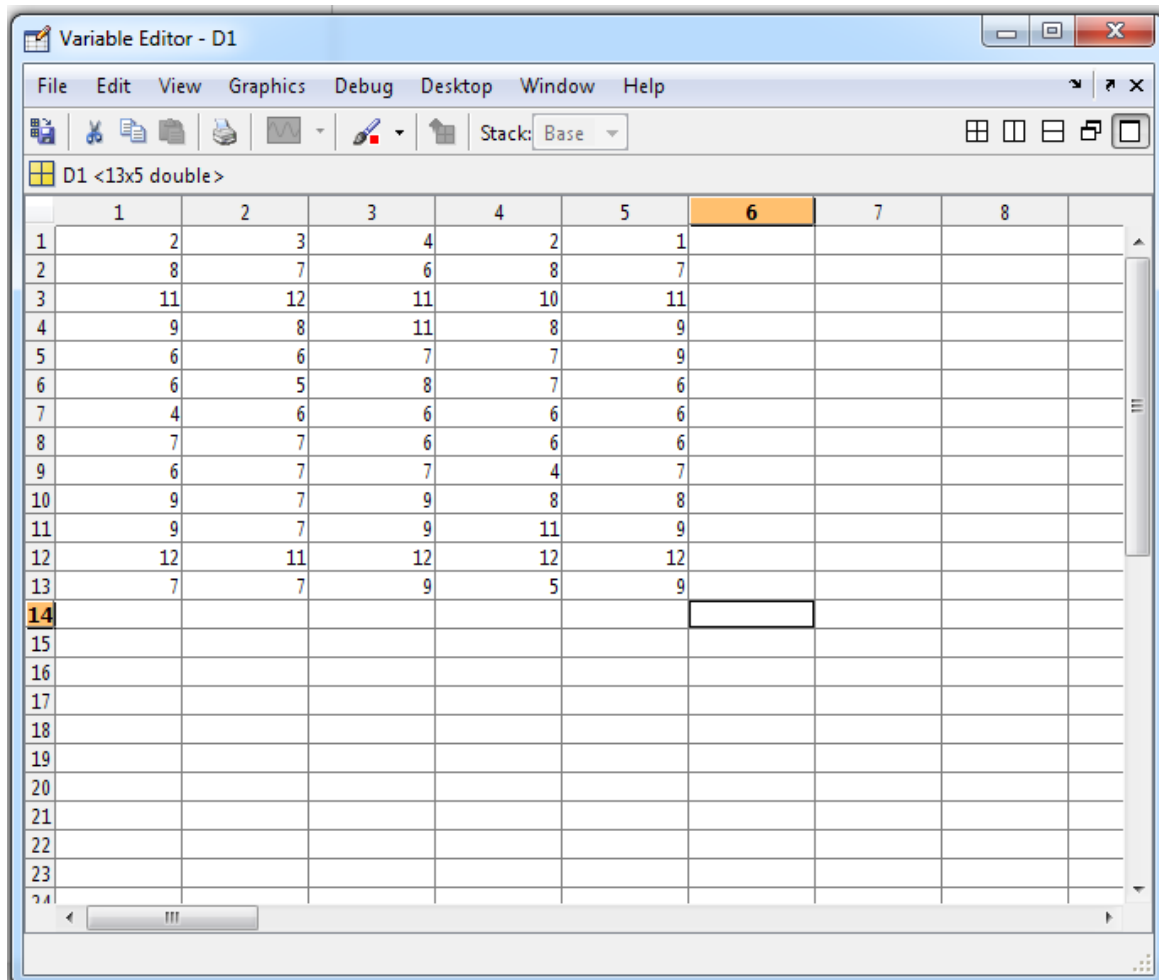 Variable Editor - D1
File Edit View Graphics Debug Desktop Window Help
Stack: Base
D1 <13x5 double>
1 2 3 4 5 6 7 8
1 2 3 4 2 1
2 8 7 6 8 7
3 11 12 11 10 11
4 9 8 11 8 9
5 6 6 7 7 9
6 6 5 8 7 6
7 4 6 6 6 6
8 7 7 6 6 6
9 6 7 7 4 7
10 9 7 9 8 8
11 9 7 9 11 9
12 12 11 12 12 12
13 7 7 9 5 9
14
15
16
17
18
19
20
21
22
23
24